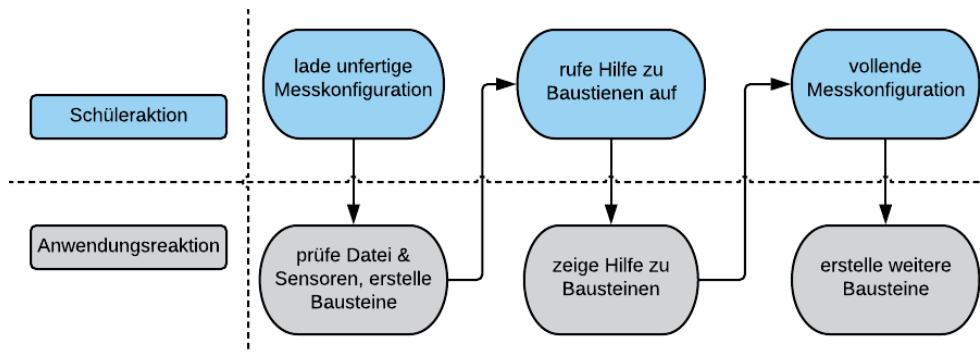 lade unfertige
Messkonfiguration
rufe Hilfe zu
Baustienen auf
vollende
Messkonfiguration
Schüleraktion
Anwendungsreaktion
prüfe Datei &
Sensoren, erstelle
Bausteine
zeige Hilfe zu
Bausteinen
erstelle weitere
Bausteine